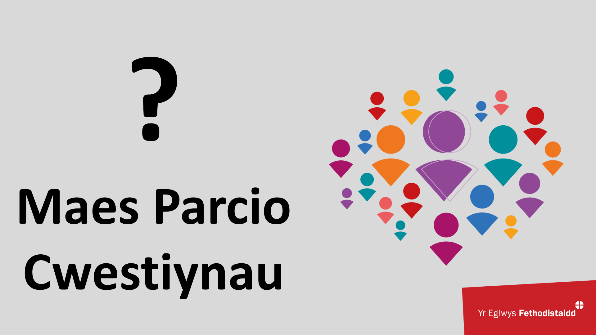 ?
Maes Parcio
Cwestiynau
Yr Eglwys Fethodistaidd